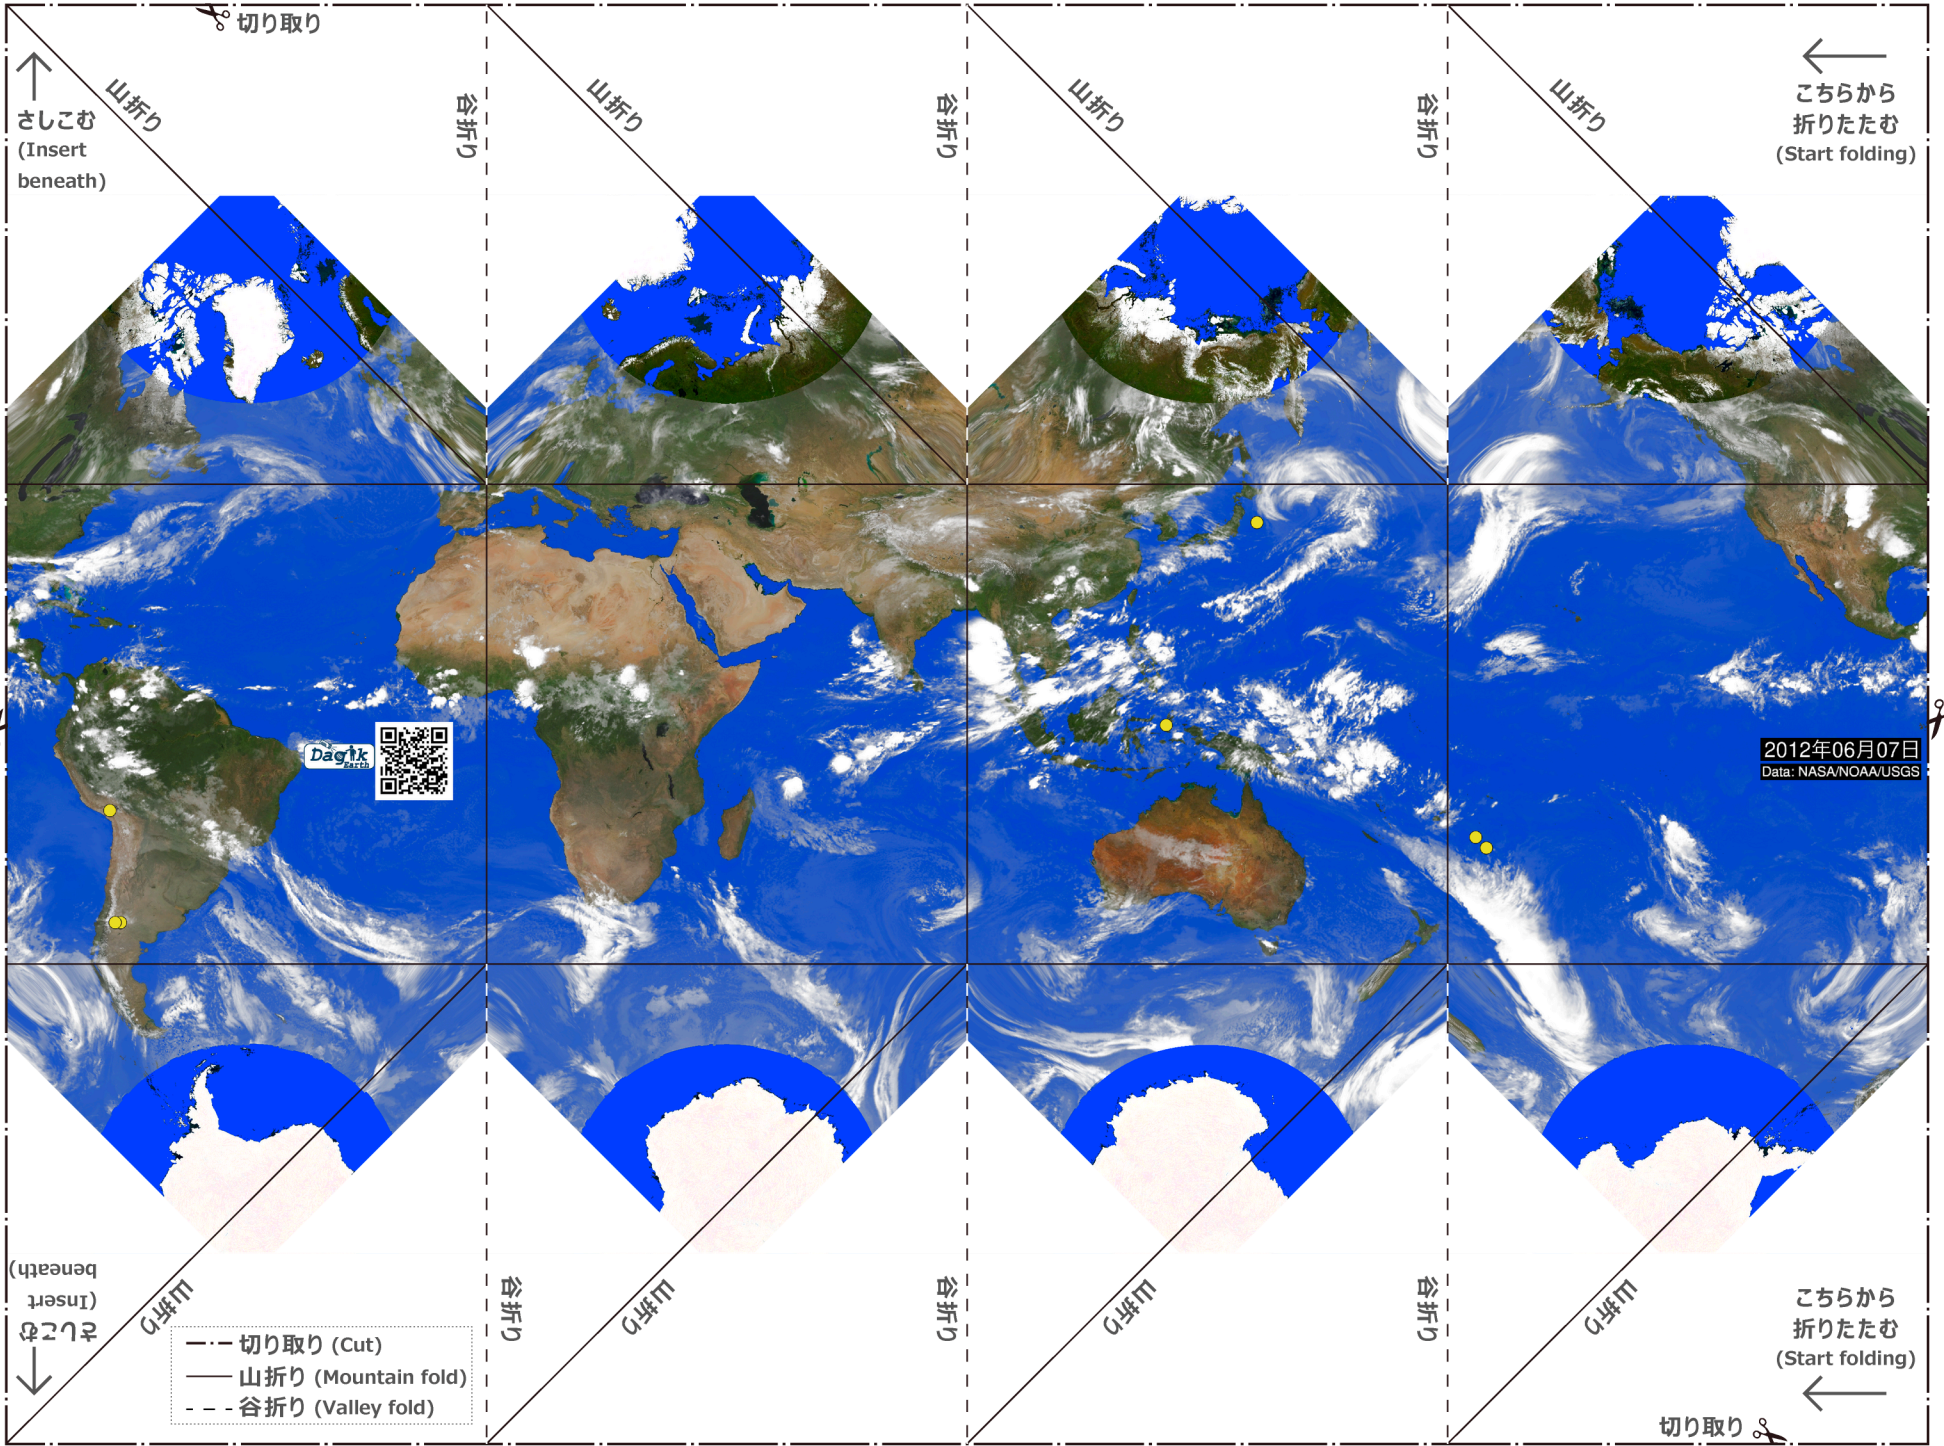 切り取り
山折り
谷折り
山折り
谷折り
山折り
谷折り
山折り
さしこむ
(Insert
beneath)
こちらから
折りたたむ
(Start folding)
Dagik
Earth
2012年06月07日
Data: NASA/NOAA/USGS
さしこむ
(Insert
beneath)
山折り
谷折り
山折り
谷折り
山折り
谷折り
山折り
こちらから
折りたたむ
(Start folding)
切り取り (Cut)
山折り (Mountain fold)
谷折り (Valley fold)
切り取り